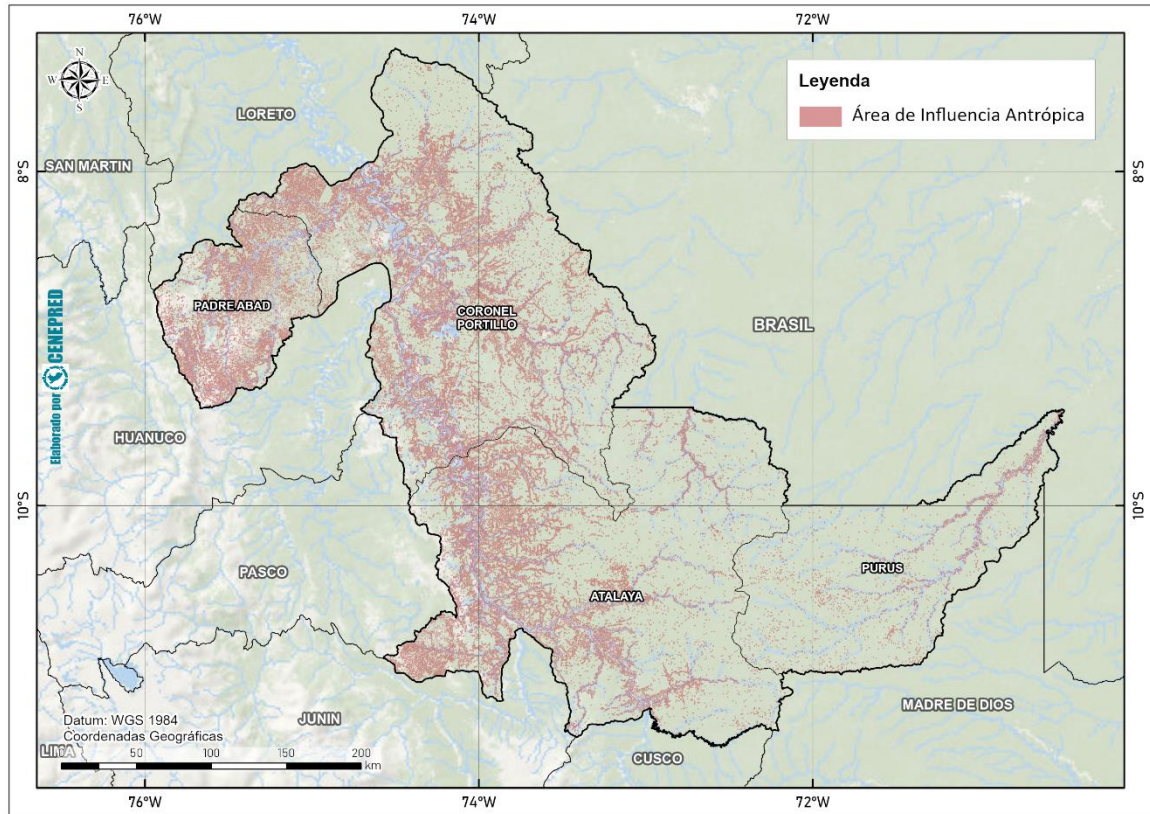 76°W
74°W
72°W
N
W
E
S
LORETO
SAN MARTIN
Leyenda
Área de Influencia Antrópica
8°S
8°S
PADRE ABAD
CORONEL
PORTILLO
BRASIL
Elaborado por CENEPRED
HUANUCO
10°S
10°S
PASCO
ATALAYA
PURUS
JUNIN
MADRE DE DIOS
CUSCO
Datum: WGS 1984
Coordenadas Geográficas
LIMA
0 50 100 150 200
km
76°W
74°W
72°W